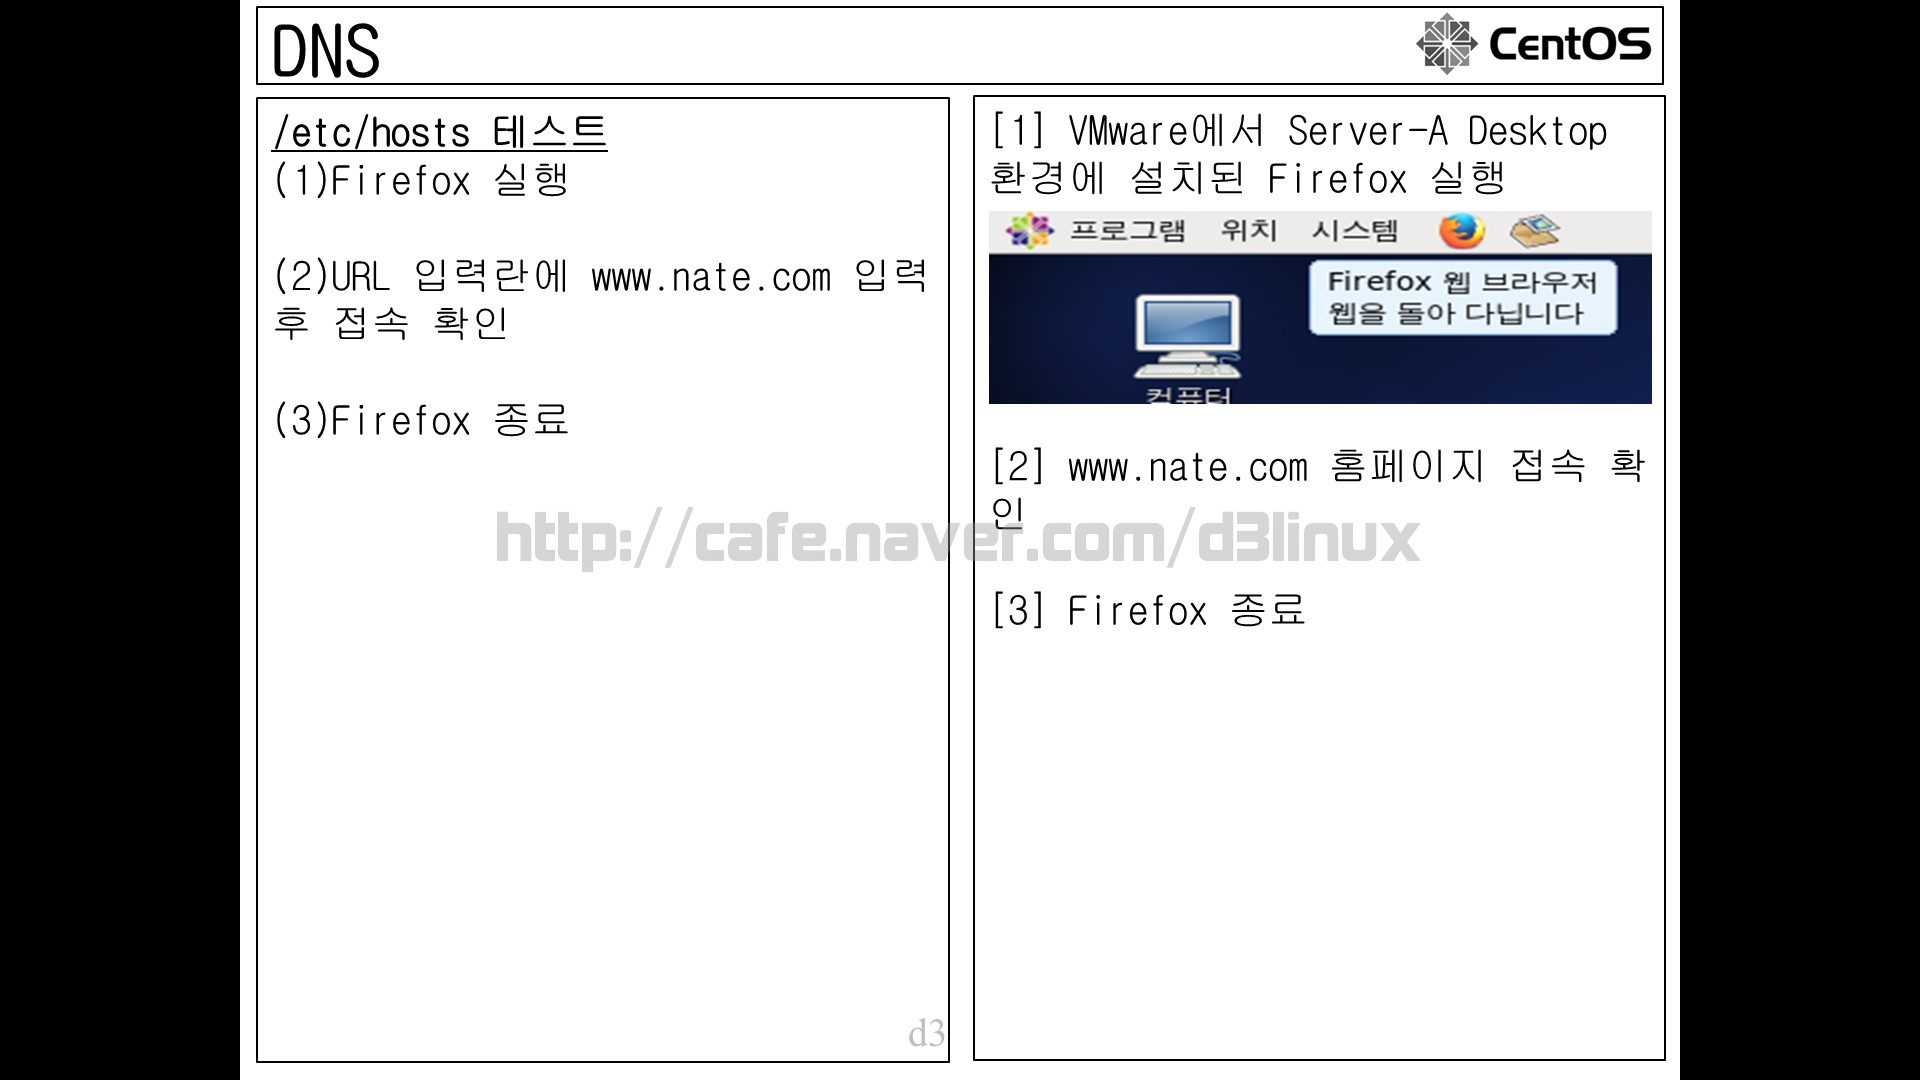 DNS
CentOS
/etc/hosts 테스트
(1)Firefox 실행
(2)URL 입력란에 www.nate.com 입력
후 접속 확인
(3)Firefox 종료
[1] VMware에서 Server-A Desktop
환경에 설치된 Firefox 실행
프로그램 위치 시스템
Firefox 웹 브라우저
웹을 돌아 다닙니다
컴퓨터
[2] www.nate.com 홈페이지 접속 확
인
[3] Firefox 종료
http://cafe.naver.com/d3linux
d3